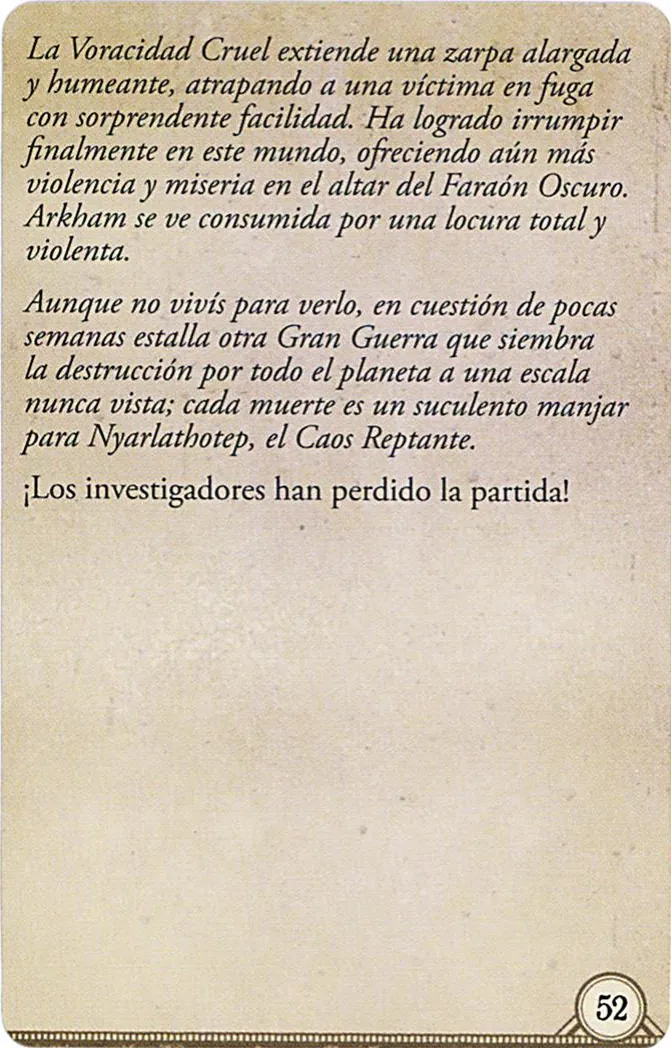 La Voracidad Cruel extiende una zarpa alargada
y humeante, atrapando a una víctima en fuga
con sorprendente facilidad. Ha logrado irrumpir
finalmente en este mundo, ofreciendo aún más
violencia y miseria en el altar del Faraón Oscuro.
Arkham se ve consumida por una locura total y
violenta.
Aunque no vivís para verlo, en cuestión de pocas
semanas estalla otra Gran Guerra que siembra
la destrucción por todo el planeta a una escala
nunca vista; cada muerte es un suculento manjar
para Nyarlathotep, el Caos Reptante.
¡Los investigadores han perdido la partida!
52